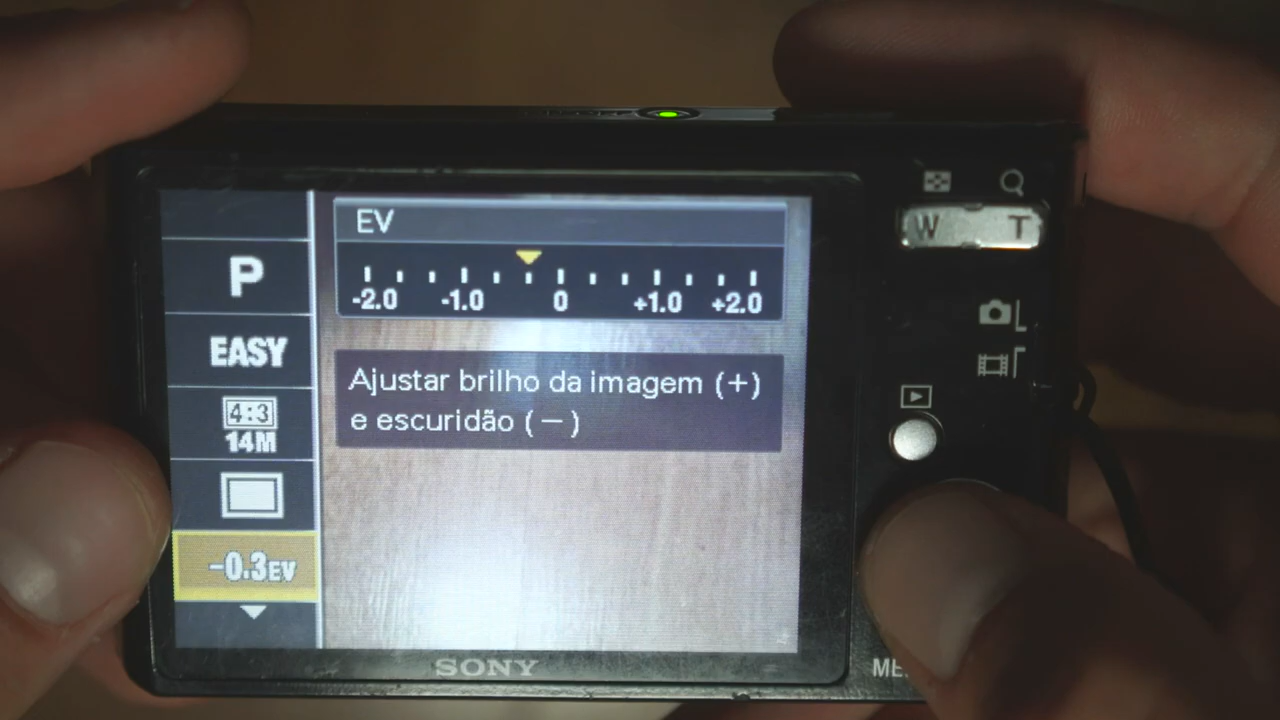 EV
-2.0 -1.0 0 +1.0 +2.0
P
EASY
4:3
14M
-0.3EV
Ajustar brilho da imagem (+)
e escuridão (−)
W T
SONY